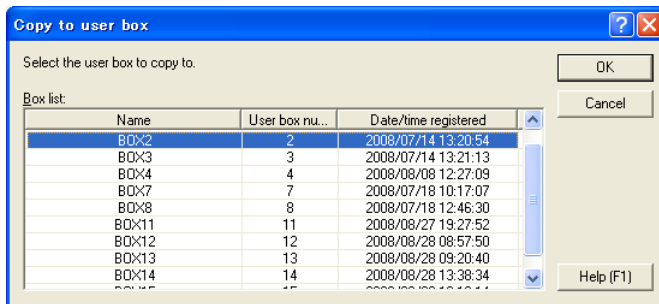 Copy to user box
Select the user box to copy to.
OK
Box list:
Cancel
Name User box nu... Date/time registered
BOX2 2 2008/07/14 13:20:54
BOX3 3 2008/07/14 13:21:13
BOX4 4 2008/08/08 12:27:09
BOX7 7 2008/07/18 10:17:07
BOX8 8 2008/07/18 12:46:30
BOX11 11 2008/08/27 19:27:52
BOX12 12 2008/08/28 08:57:50
BOX13 13 2008/08/28 09:20:40
BOX14 14 2008/08/28 13:38:34
Help (F1)